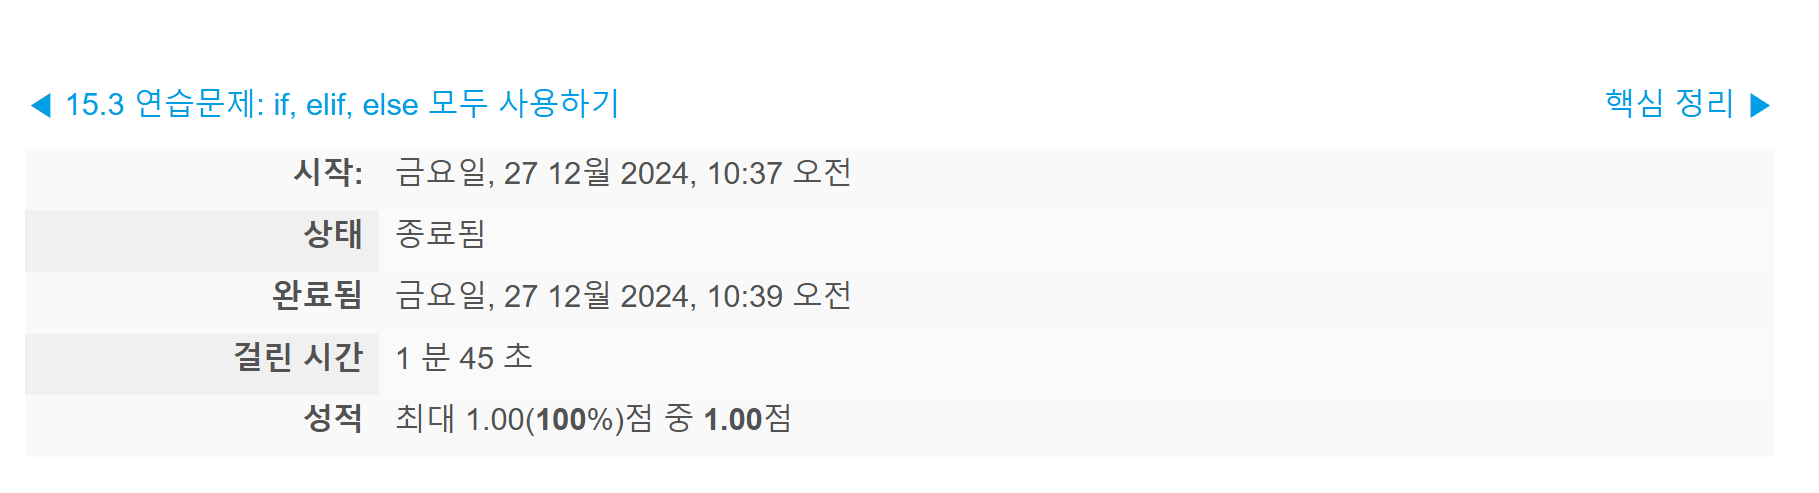 ◀ 15.3 연습문제: if, elif, else 모두 사용하기 핵심 정리 ▶
시작: 금요일, 27 12월 2024, 10:37 오전
상태 종료됨
완료됨 금요일, 27 12월 2024, 10:39 오전
걸린 시간 1 분 45 초
성적 최대 1.00(100%)점 중 1.00점